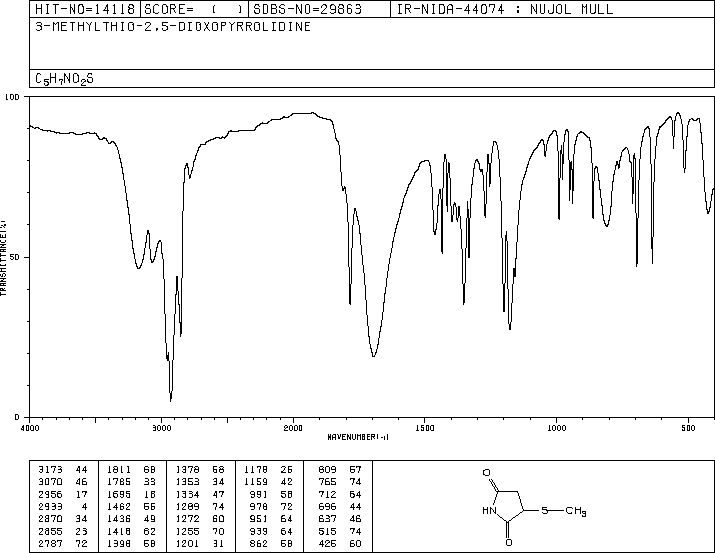 HIT-NO=14118 SCORE= ( ) SDBS-NO=29863 IR-NIDA-44074 : NUJOL MULL
3-METHYLTHIO-2,5-DIOXOPYRROLIDINE
C5H7NO2S
100
50
0
TRANSMITTANCE(%)
4000 3000 2000 1500 1000 500
WAVENUMBER(-1)
3173 44 1811 68 1378 58 1178 26 809 57
3070 46 1785 33 1353 34 1159 42 765 74
2956 17 1695 18 1334 47 991 58 712 64
2933 4 1462 55 1289 74 978 72 696 44
2870 34 1436 49 1272 60 951 64 637 46
2855 23 1418 62 1255 70 939 64 515 74
2787 72 1398 58 1201 31 862 58 426 60
O
HN
S
CH3
O